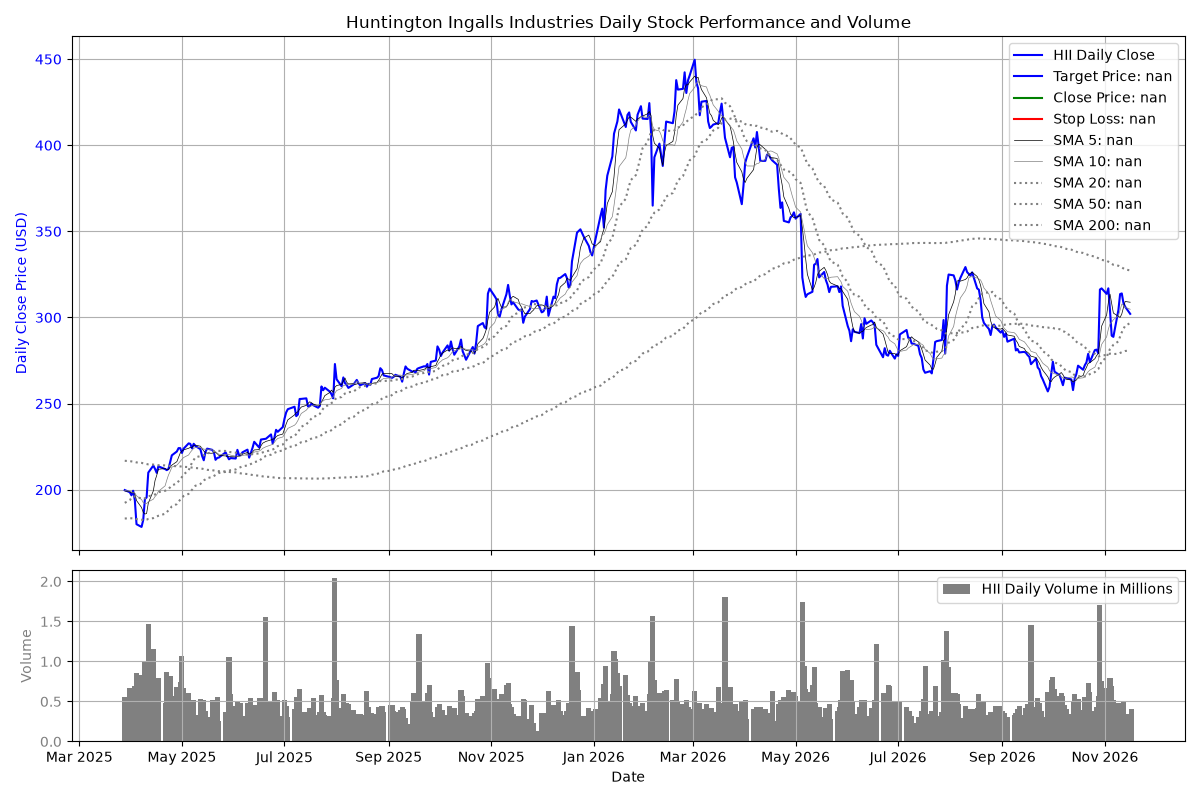 Huntington Ingalls Industries Daily Stock Performance and Volume
Daily Close Price (USD)
450
400
350
300
250
200
HII Daily Close
Target Price: nan
Close Price: nan
Stop Loss: nan
SMA 5: nan
SMA 10: nan
SMA 20: nan
SMA 50: nan
SMA 200: nan
Volume
2.0
1.5
1.0
0.5
0.0
HII Daily Volume in Millions
Mar 2025 May 2025 Jul 2025 Sep 2025 Nov 2025 Jan 2026 Mar 2026 May 2026 Jul 2026 Sep 2026 Nov 2026
Date